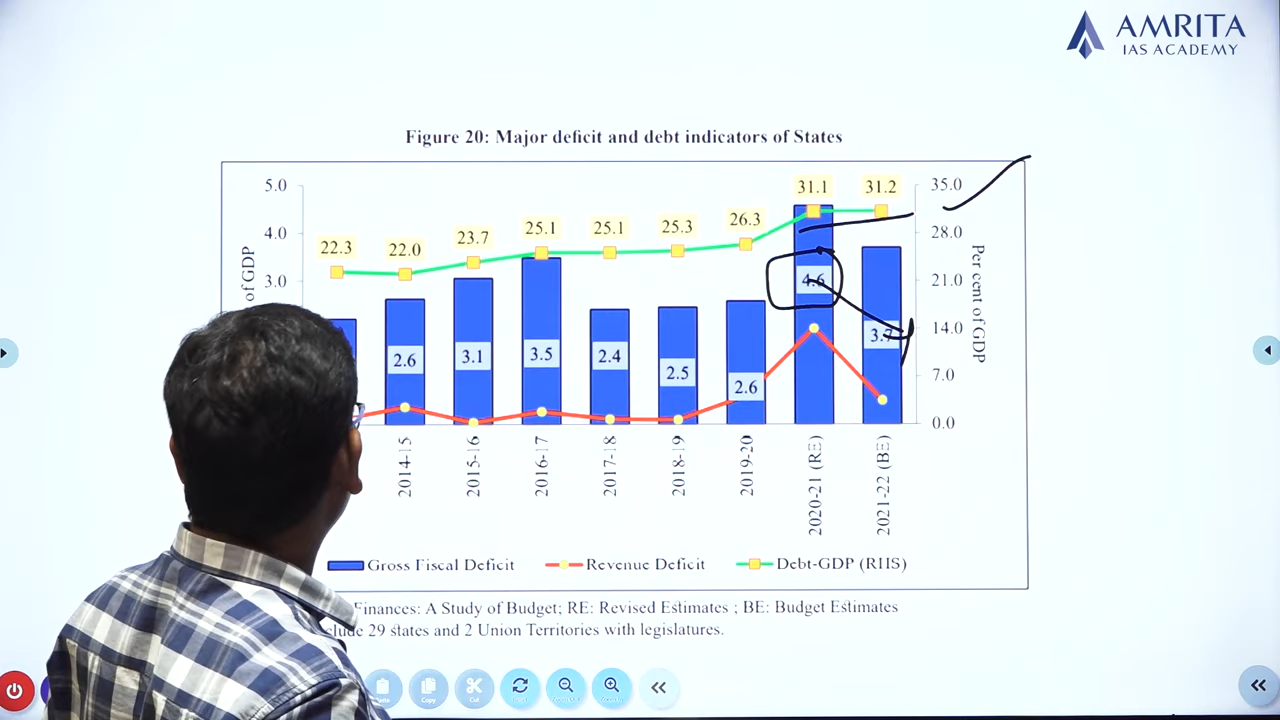 AMRITA
IAS ACADEMY
Figure 20: Major deficit and debt indicators of States
5.0
4.0
3.0
of GDP
22.3
22.0
23.7
25.1
25.1
25.3
26.3
31.1
31.2
2.6
3.1
3.5
2.4
2.5
2.6
4.6
3.7
35.0
28.0
21.0
14.0
7.0
0.0
Per cent of GDP
2014-15
2015-16
2016-17
2017-18
2018-19
2019-20
2020-21 (RE)
2021-22 (BE)
Gross Fiscal Deficit
Revenue Deficit
Debt-GDP (RHS)
Finances: A Study of Budget; RE: Revised Estimates ; BE: Budget Estimates
29 states and 2 Union Territories with legislatures.
Copy
Cut